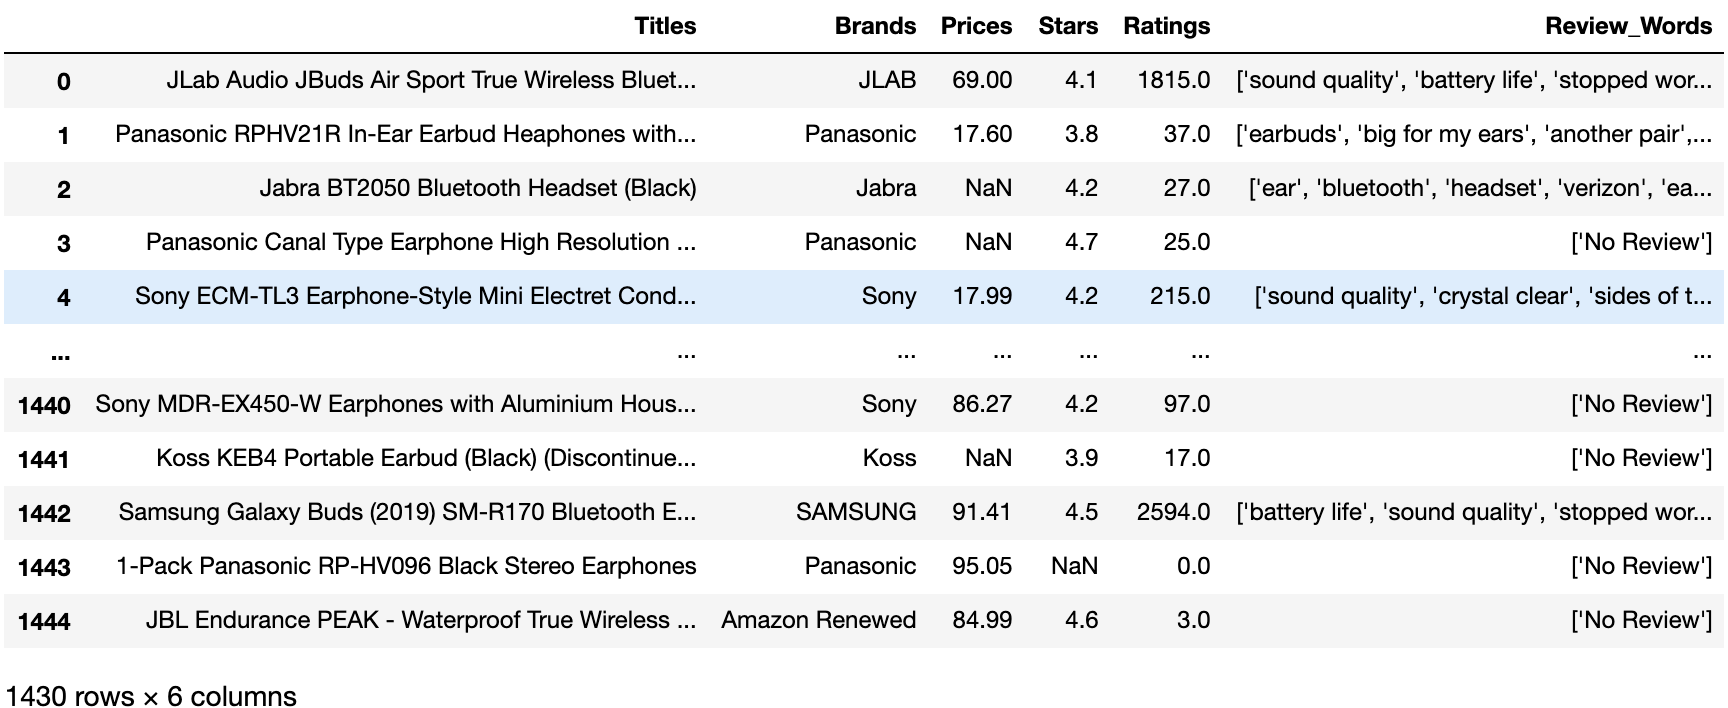 Titles Brands Prices Stars Ratings Review_Words
0 JLab Audio JBuds Air Sport True Wireless Bluet... JLAB 69.00 4.1 1815.0 ['sound quality', 'battery life', 'stopped wor...
1 Panasonic RPHV21R In-Ear Earbud Heaphones with... Panasonic 17.60 3.8 37.0 ['earbuds', 'big for my ears', 'another pair',...
2 Jabra BT2050 Bluetooth Headset (Black) Jabra NaN 4.2 27.0 ['ear', 'bluetooth', 'headset', 'verizon', 'ea...
3 Panasonic Canal Type Earphone High Resolution ... Panasonic NaN 4.7 25.0 ['No Review']
4 Sony ECM-TL3 Earphone-Style Mini Electret Cond... Sony 17.99 4.2 215.0 ['sound quality', 'crystal clear', 'sides of t...
... ... ... ... ... ... ...
1440 Sony MDR-EX450-W Earphones with Aluminium Hous... Sony 86.27 4.2 97.0 ['No Review']
1441 Koss KEB4 Portable Earbud (Black) (Discontinue... Koss NaN 3.9 17.0 ['No Review']
1442 Samsung Galaxy Buds (2019) SM-R170 Bluetooth E... SAMSUNG 91.41 4.5 2594.0 ['battery life', 'sound quality', 'stopped wor...
1443 1-Pack Panasonic RP-HV096 Black Stereo Earphones Panasonic 95.05 NaN 0.0 ['No Review']
1444 JBL Endurance PEAK - Waterproof True Wireless ... Amazon Renewed 84.99 4.6 3.0 ['No Review']
1430 rows × 6 columns